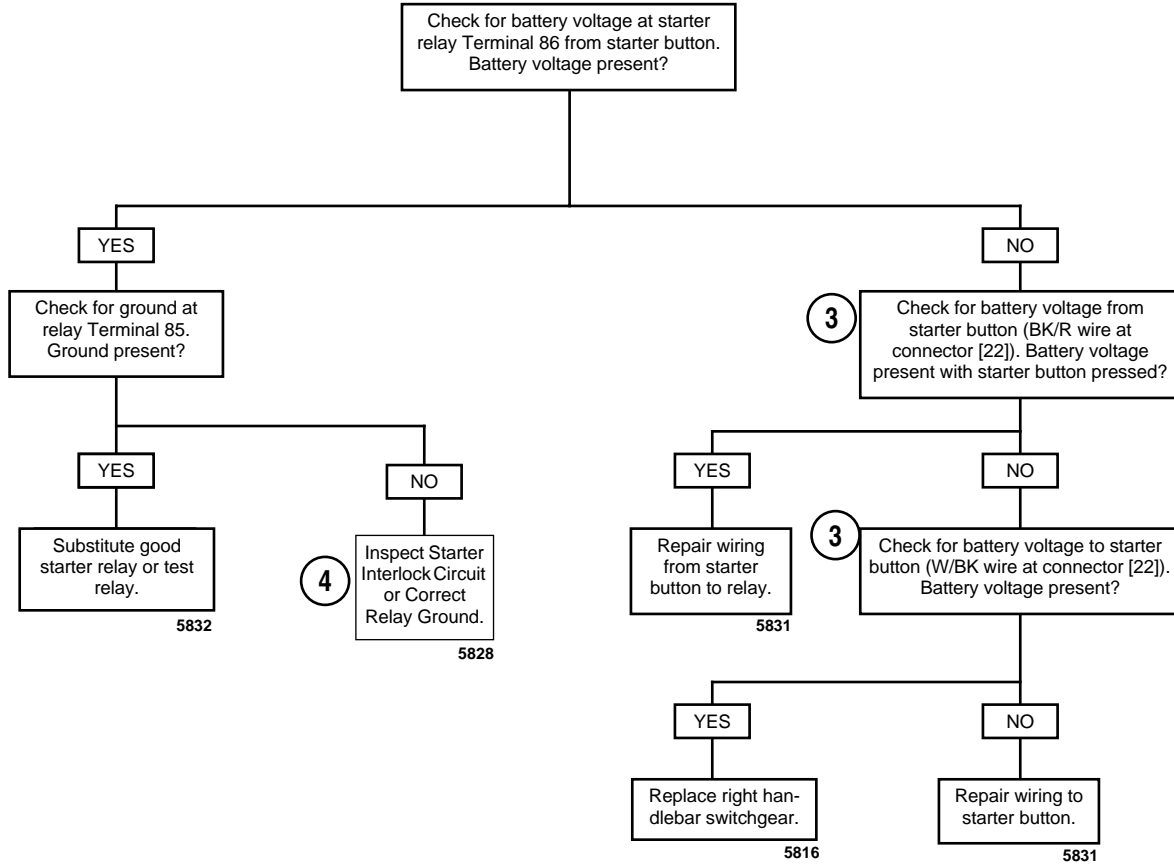 Check for battery voltage at starter
relay Terminal 86 from starter button.
Battery voltage present?
YES
NO
Check for ground at
relay Terminal 85.
Ground present?
3
Check for battery voltage from
starter button (BK/R wire at
connector [22]). Battery voltage
present with starter button pressed?
YES
NO
YES
NO
Substitute good
starter relay or test
relay.
5832
4
Inspect Starter
Interlock Circuit
or Correct
Relay Ground.
5828
Repair wiring
from starter
button to relay.
5831
3
Check for battery voltage to starter
button (W/BK wire at connector [22]).
Battery voltage present?
YES
NO
Replace right han-
dlebar switchgear.
5816
Repair wiring to
starter button.
5831